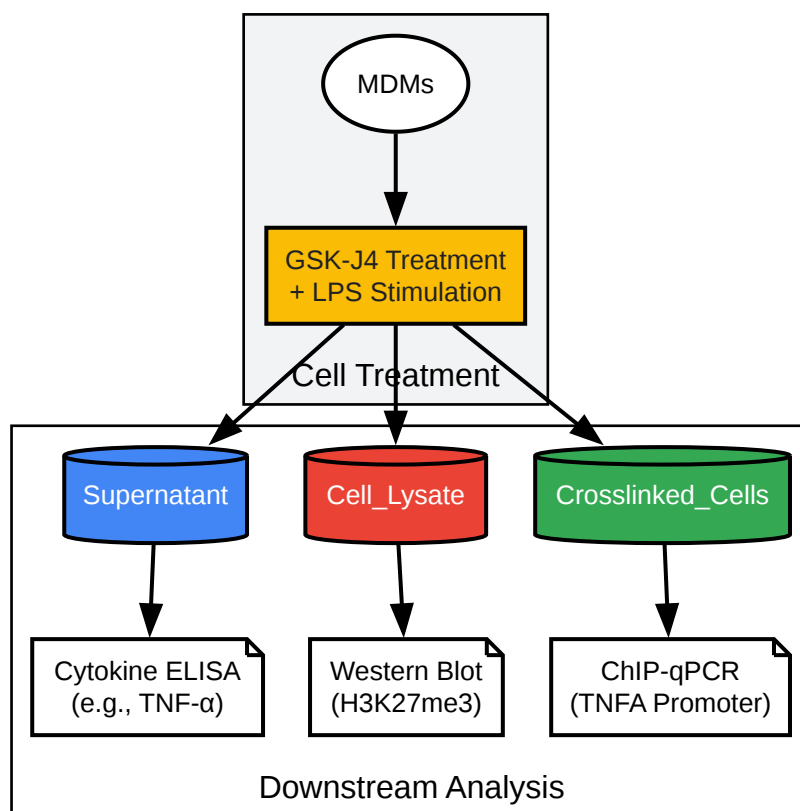 MDMs
GSK-J4 Treatment
+ LPS Stimulation
Cell Treatment
Supernatant
Cell_Lysate
Crosslinked_Cells
Cytokine ELISA
(e.g., TNF-α)
Western Blot
(H3K27me3)
ChIP-qPCR
(TNFA Promoter)
Downstream Analysis